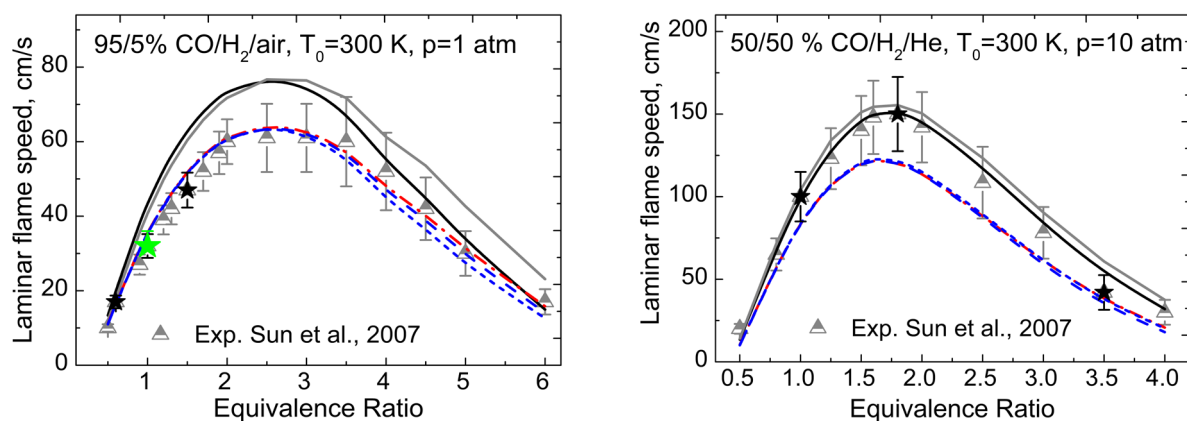 95/5% CO/H2/air, T0=300 K, p=1 atm
Laminar flame speed, cm/s
80
60
40
20
0
Exp. Sun et al., 2007
1 2 3 4 5 6
Equivalence Ratio
50/50 % CO/H2/He, T0=300 K, p=10 atm
Laminar flame speed, cm/s
200
150
100
50
0
Exp. Sun et al., 2007
0.5 1.0 1.5 2.0 2.5 3.0 3.5 4.0
Equivalence Ratio